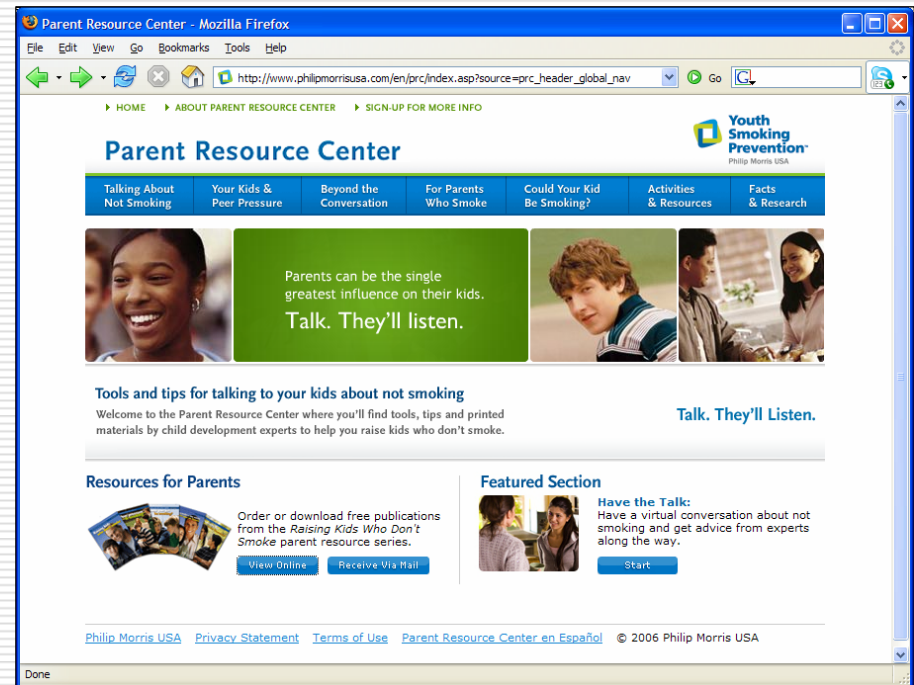 Parent Resource Center - Mozilla Firefox
File Edit View Go Bookmarks Tools Help
http://www.philipmorrisusa.com/en/prc/index.asp?source=prc_header_global_nav Go G
HOME ABOUT PARENT RESOURCE CENTER SIGN-UP FOR MORE INFO
Parent Resource Center
Youth
Smoking
Prevention
Philip Morris USA
Talking About
Not Smoking
Your Kids &
Peer Pressure
Beyond the
Conversation
For Parents
Who Smoke
Could Your Kid
Be Smoking?
Activities
& Resources
Facts
& Research
Parents can be the single
greatest influence on their kids.
Talk. They'll listen.
Tools and tips for talking to your kids about not smoking
Welcome to the Parent Resource Center where you'll find tools, tips and printed
materials by child development experts to help you raise kids who don't smoke.
Talk. They'll Listen.
Resources for Parents
Order or download free publications
from the Raising Kids Who Don't
Smoke parent resource series.
View Online Receive Via Mail
Featured Section
Have the Talk:
Have a virtual conversation about not
smoking and get advice from experts
along the way.
Start
Philip Morris USA Privacy Statement Terms of Use Parent Resource Center en Español © 2006 Philip Morris USA
Done